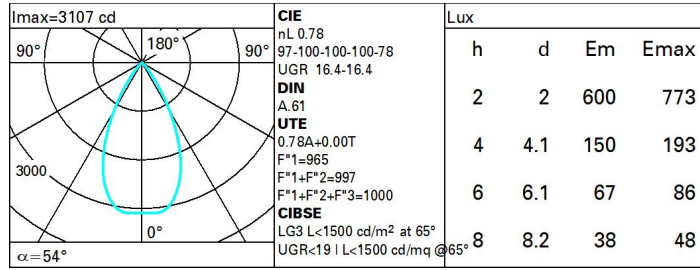 Imax=3107 cd
90°
180°
90°
3000
0°
α=54°
CIE
nL 0.78
97-100-100-100-78
UGR 16.4-16.4
DIN
A.61
UTE
0.78A+0.00T
F"1=965
F"1+F"2=997
F"1+F"2+F"3=1000
CIBSE
LG3 L<1500 cd/m² at 65°
UGR<19 | L<1500 cd/mq @65°
Lux
h d Em Emax
2 2 600 773
4 4.1 150 193
6 6.1 67 86
8 8.2 38 48